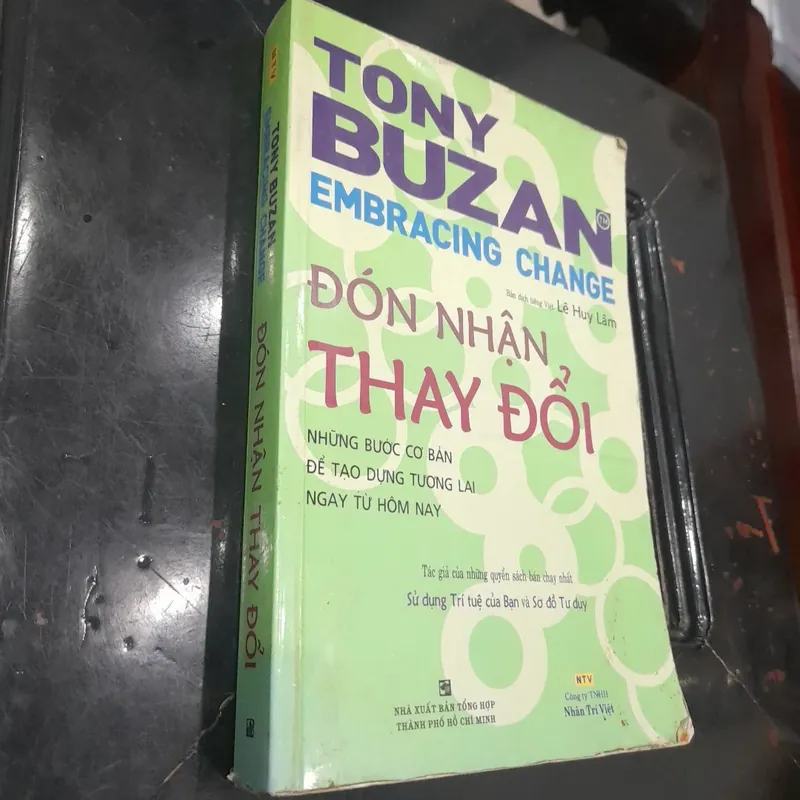 TONY
BUZAN
TM
EMBRACING CHANGE
Bản dịch tiếng Việt Lê Huy Lâm
ĐÓN NHẬN
THAY ĐỔI
NHỮNG BƯỚC CƠ BẢN
ĐỂ TẠO DỰNG TƯƠNG LAI
NGAY TỪ HÔM NAY
Tác giả của những quyển sách bán chạy nhất
Sử dụng Trí tuệ của Bạn và Sơ đồ Tư duy
NHÀ XUẤT BẢN TỔNG HỢP
THÀNH PHỐ HỒ CHÍ MINH
NTV
Công ty TNHH
Nhân Trí Việt
NTV
TONY BUZAN
EMBRACING CHANGE
ĐÓN NHẬN THAY ĐỔI